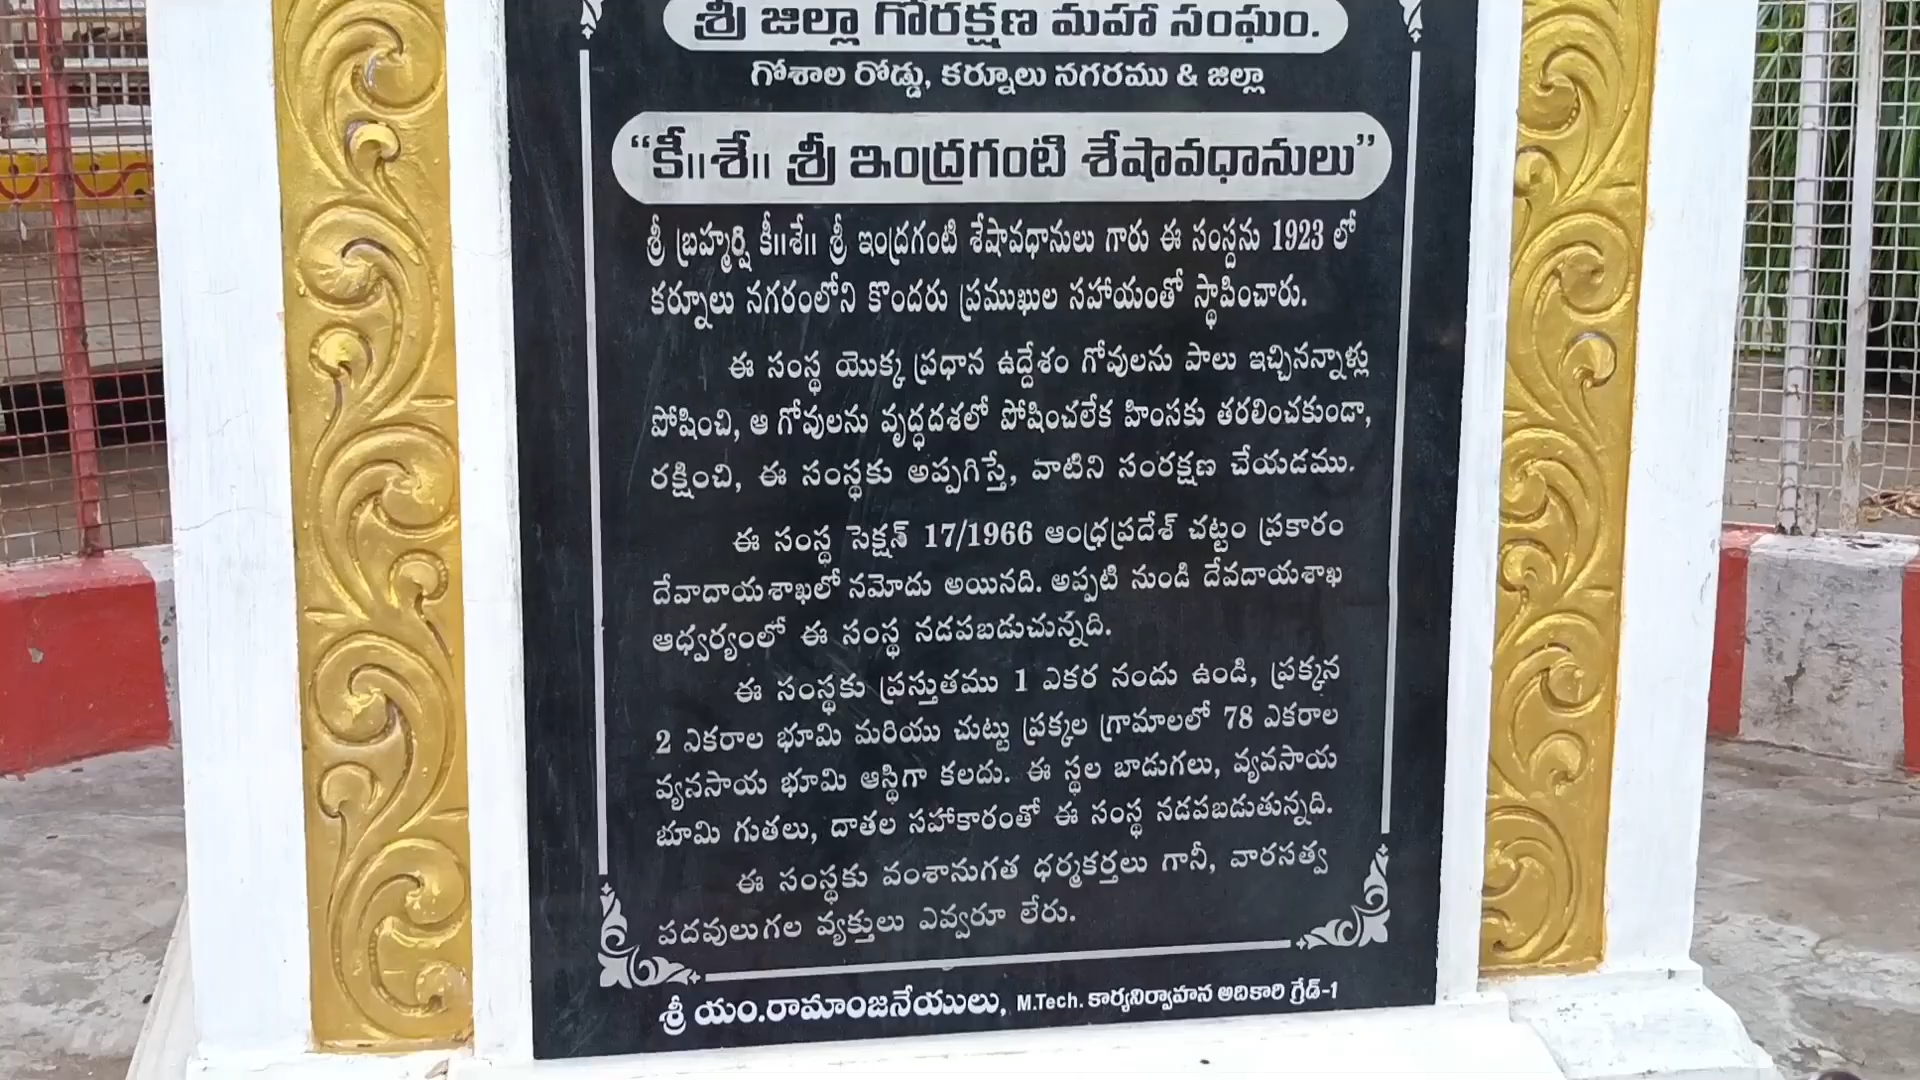 శ్రీ జిల్లా గోరక్షణ మహా సంఘం.
గోశాల రోడ్డు, కర్నూలు నగరము & జిల్లా
“కీ॥శే॥ శ్రీ ఇంద్రగంటి శేషావధానులు”
శ్రీ బ్రహ్మర్షి కీ॥శే॥ శ్రీ ఇంద్రగంటి శేషావధానులు గారు ఈ సంస్దను 1923 లో
కర్నూలు నగరంలోని కొందరు ప్రముఖుల సహాయంతో స్థాపించారు.
ఈ సంస్థ యొక్క ప్రధాన ఉద్దేశం గోవులను పాలు ఇచ్చినన్నాళ్లు
పోషించి, ఆ గోవులను వృద్ధదశలో పోషించలేక హింసకు తరలించకుండా,
రక్షించి, ఈ సంస్థకు అప్పగిస్తే, వాటిని సంరక్షణ చేయడము.
ఈ సంస్థ సెక్షన్ 17/1966 ఆంధ్రప్రదేశ్ చట్టం ప్రకారం
దేవాదాయశాఖలో నమోదు అయినది. అప్పటి నుండి దేవదాయశాఖ
ఆధ్వర్యంలో ఈ సంస్థ నడపబడుచున్నది.
ఈ సంస్థకు ప్రస్తుతము 1 ఎకర నందు ఉండి, ప్రక్కన
2 ఎకరాల భూమి మరియు చుట్టు ప్రక్కల గ్రామాలలో 78 ఎకరాల
వ్యనసాయ భూమి ఆస్థిగా కలదు. ఈ స్థల బాడుగలు, వ్యవసాయ
భూమి గుతలు, దాతల సహాకారంతో ఈ సంస్థ నడపబడుతున్నది.
ఈ సంస్థకు వంశానుగత ధర్మకర్తలు గానీ, వారసత్వ
పదవులుగల వ్యక్తులు ఎవ్వరూ లేరు.
శ్రీ యం.రామాంజనేయులు, M.Tech. కార్యనిర్వాహన అదికారి గ్రేడ్-1